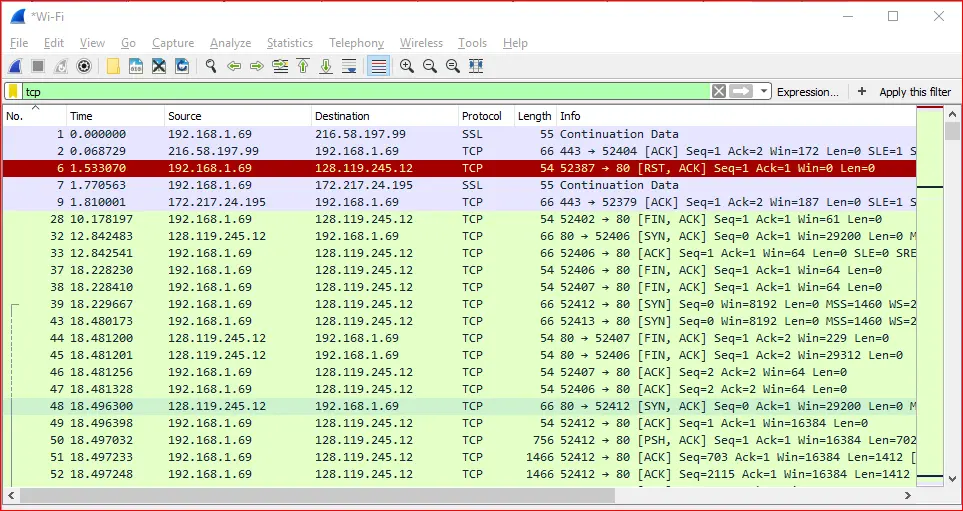 *Wi-Fi
File Edit View Go Capture Analyze Statistics Telephony Wireless Tools Help
tcp Expression... + Apply this filter
No. Time Source Destination Protocol Length Info
1 0.000000 192.168.1.69 216.58.197.99 SSL 55 Continuation Data
2 0.068729 216.58.197.99 192.168.1.69 TCP 66 443 → 52404 [ACK] Seq=1 Ack=2 Win=172 Len=0 SLE=1 S
6 1.533070 192.168.1.69 128.119.245.12 TCP 54 52387 → 80 [RST, ACK] Seq=1 Ack=1 Win=0 Len=0
7 1.770563 192.168.1.69 172.217.24.195 SSL 55 Continuation Data
9 1.810001 172.217.24.195 192.168.1.69 TCP 66 443 → 52379 [ACK] Seq=1 Ack=2 Win=187 Len=0 SLE=1 S
28 10.178197 192.168.1.69 128.119.245.12 TCP 54 52402 → 80 [FIN, ACK] Seq=1 Ack=1 Win=61 Len=0
32 12.842483 128.119.245.12 192.168.1.69 TCP 66 80 → 52406 [SYN, ACK] Seq=0 Ack=1 Win=29200 Len=0 M
33 12.842541 192.168.1.69 128.119.245.12 TCP 66 52406 → 80 [ACK] Seq=1 Ack=1 Win=64 Len=0 SLE=0 SRE
37 18.228230 192.168.1.69 128.119.245.12 TCP 54 52406 → 80 [FIN, ACK] Seq=1 Ack=1 Win=64 Len=0
38 18.228410 192.168.1.69 128.119.245.12 TCP 54 52407 → 80 [FIN, ACK] Seq=1 Ack=1 Win=64 Len=0
39 18.229667 192.168.1.69 128.119.245.12 TCP 66 52412 → 80 [SYN] Seq=0 Win=8192 Len=0 MSS=1460 WS=2
43 18.480173 192.168.1.69 128.119.245.12 TCP 66 52413 → 80 [SYN] Seq=0 Win=8192 Len=0 MSS=1460 WS=2
44 18.481200 128.119.245.12 192.168.1.69 TCP 54 80 → 52407 [FIN, ACK] Seq=1 Ack=2 Win=229 Len=0
45 18.481201 128.119.245.12 192.168.1.69 TCP 54 80 → 52406 [FIN, ACK] Seq=1 Ack=2 Win=29312 Len=0
46 18.481256 192.168.1.69 128.119.245.12 TCP 54 52407 → 80 [ACK] Seq=2 Ack=2 Win=64 Len=0
47 18.481328 192.168.1.69 128.119.245.12 TCP 54 52406 → 80 [ACK] Seq=2 Ack=2 Win=64 Len=0
48 18.496300 128.119.245.12 192.168.1.69 TCP 66 80 → 52412 [SYN, ACK] Seq=0 Ack=1 Win=29200 Len=0 M
49 18.496398 192.168.1.69 128.119.245.12 TCP 54 52412 → 80 [ACK] Seq=1 Ack=1 Win=16384 Len=0
50 18.497032 192.168.1.69 128.119.245.12 TCP 756 52412 → 80 [PSH, ACK] Seq=1 Ack=1 Win=16384 Len=702
51 18.497233 192.168.1.69 128.119.245.12 TCP 1466 52412 → 80 [ACK] Seq=703 Ack=1 Win=16384 Len=1412 [
52 18.497248 192.168.1.69 128.119.245.12 TCP 1466 52412 → 80 [ACK] Seq=2115 Ack=1 Win=16384 Len=1412